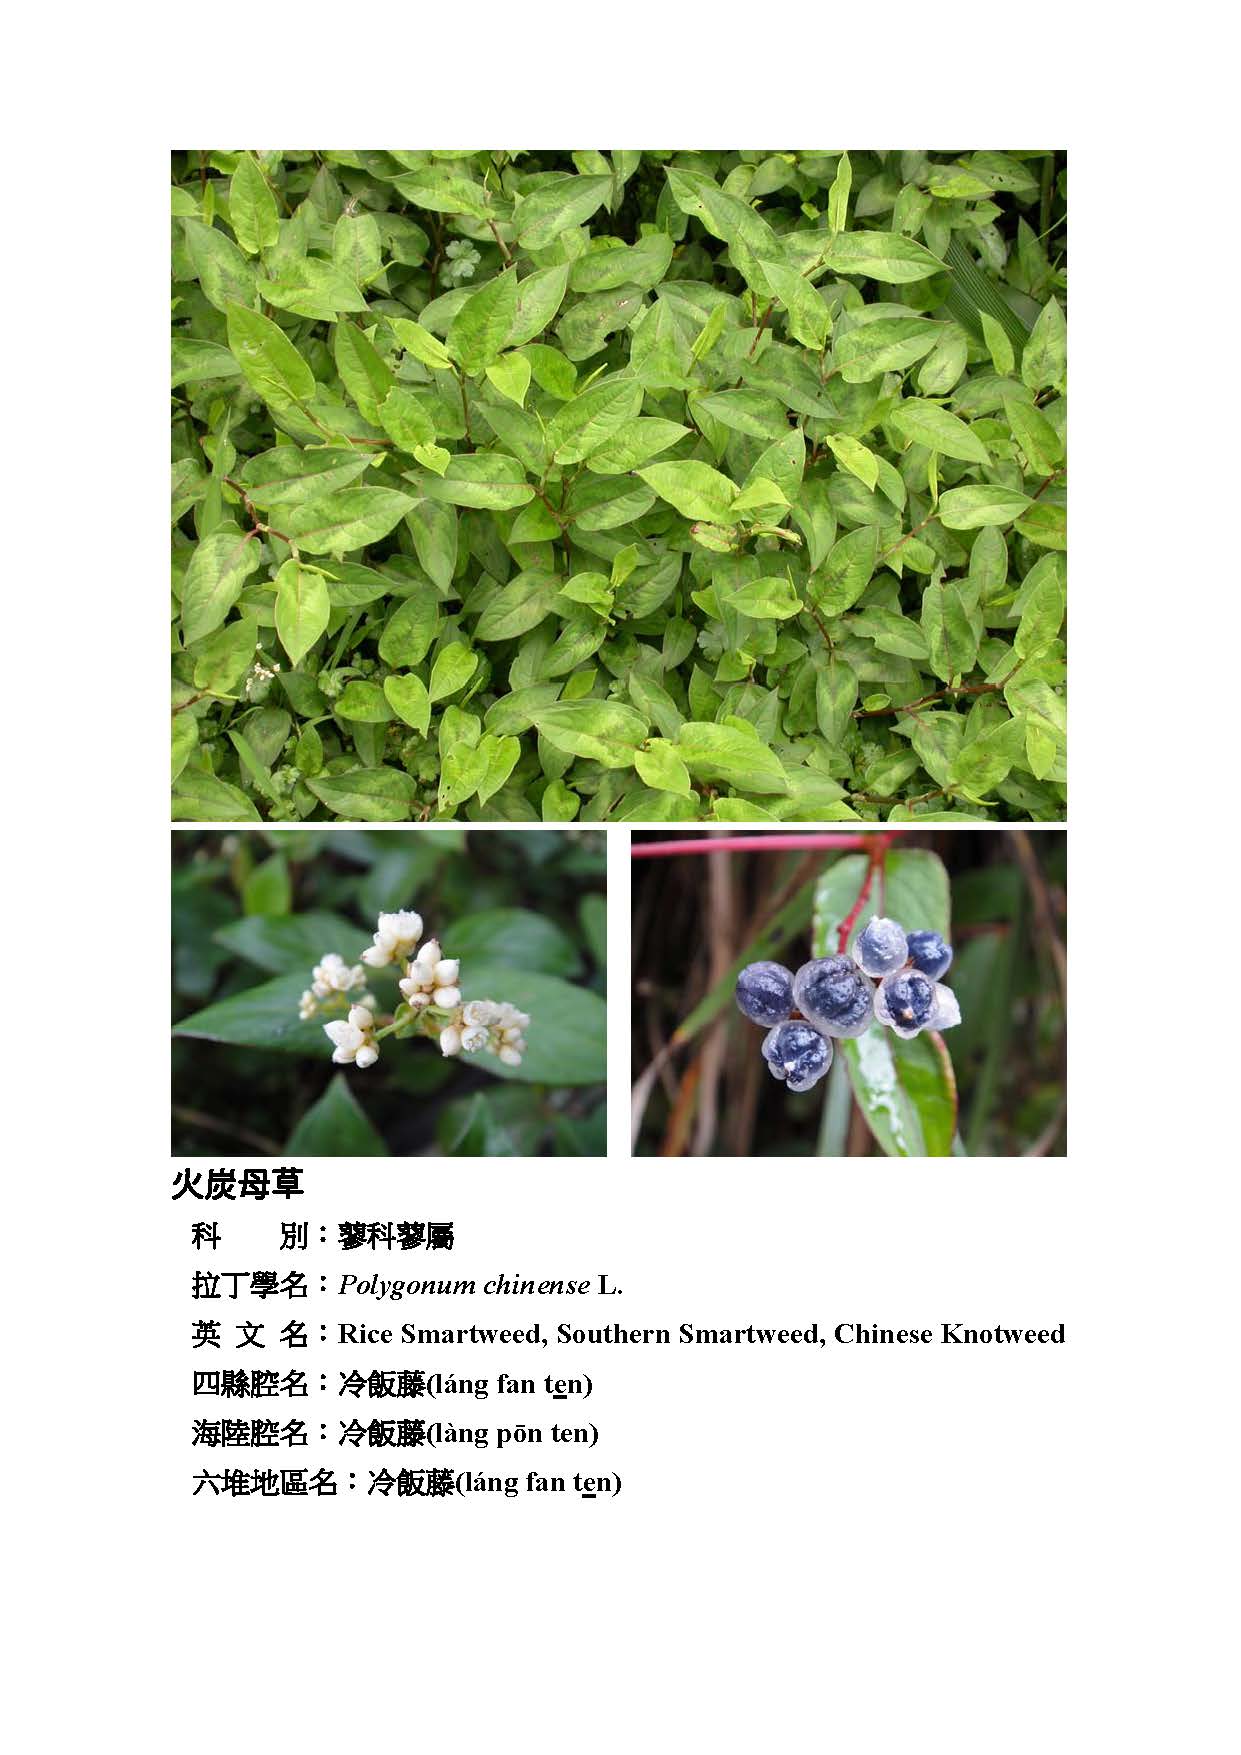 火炭母草
科　　別：蓼科蓼屬
拉丁學名：Polygonum chinense L.
英 文 名：Rice Smartweed, Southern Smartweed, Chinese Knotweed
四縣腔名：冷飯藤(láng fan ten)
海陸腔名：冷飯藤(làng pōn ten)
六堆地區名：冷飯藤(láng fan ten)